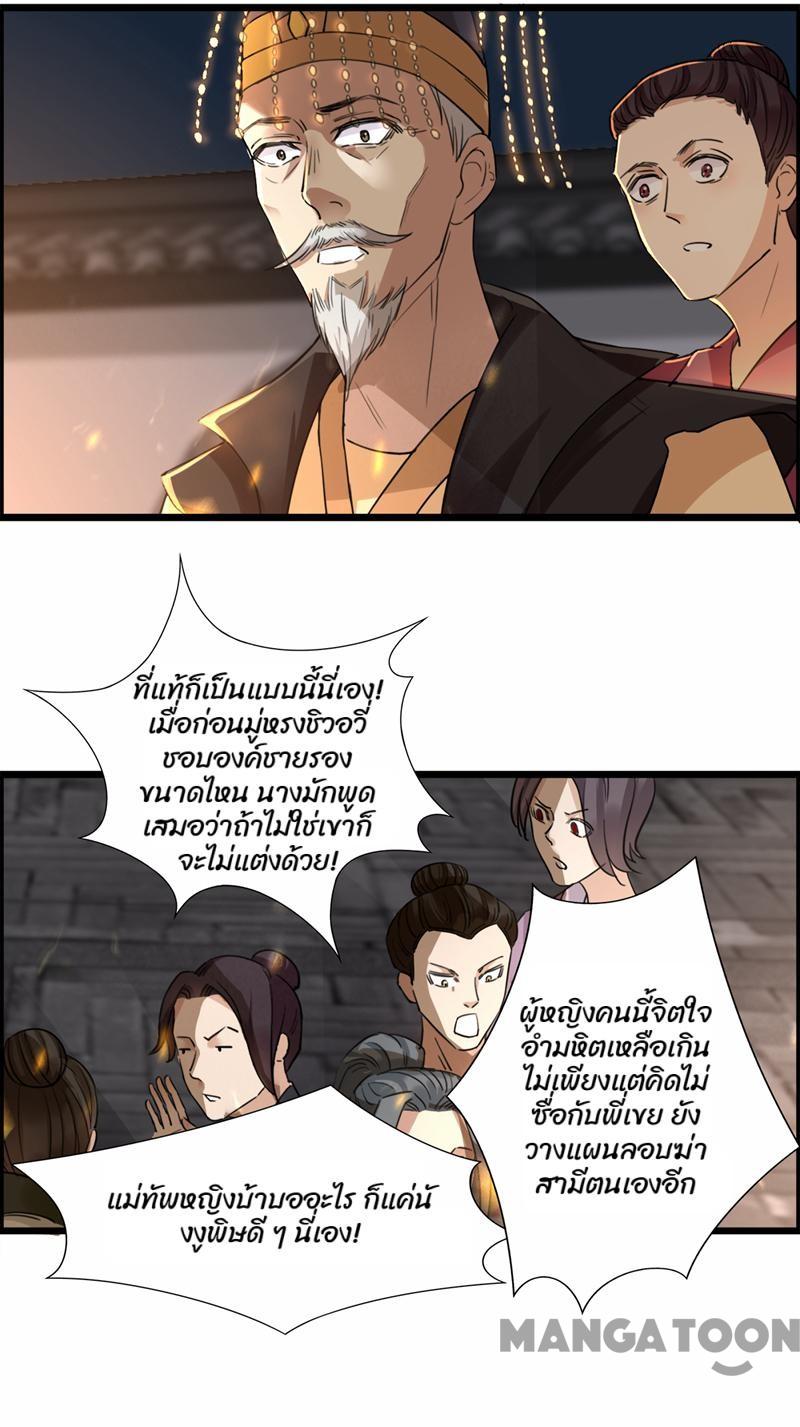 ที่แท้ก็เป็นแบบนี้นี่เอง!
เมื่อก่อนมู่หรงชิวอวี่
ชอบองค์ชายรอง
ขนาดไหน นางมักพูด
เสมอว่าถ้าไม่ใช่เขาก็
จะไม่แต่งด้วย!
ผู้หญิงคนนี้จิตใจ
อำมหิตเหลือเกิน
ไม่เพียงแต่คิดไม่
ซื่อกับพี่เขย ยัง
วางแผนลอบฆ่า
สามีตนเองอีก
แม่ทัพหญิงบ้าบออะไร ก็แค่นั
งงูพิษดี ๆ นี่เอง!
MANGATOON